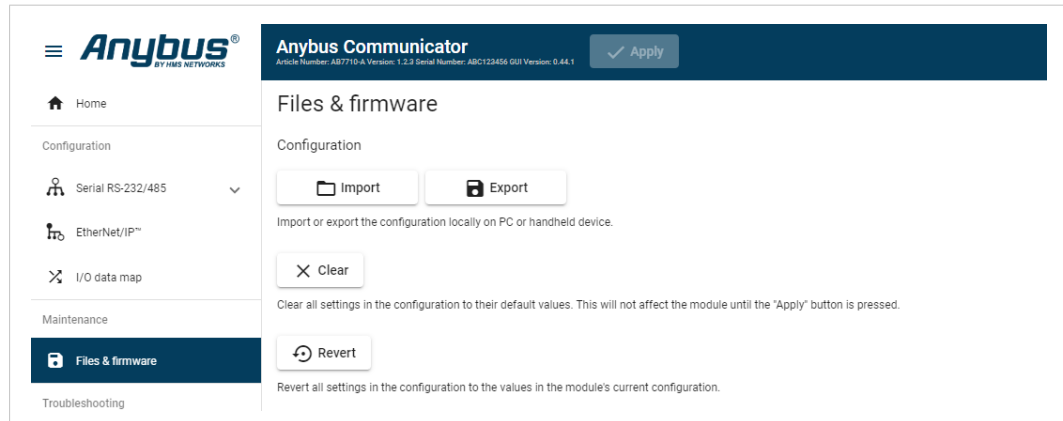 Anybus®
BY HMS NETWORKS
Anybus Communicator
Article Number: AB7710-A Version: 1.2.3 Serial Number: ABC123456 GUI Version: 0.44.1
Apply
Home
Configuration
Serial RS-232/485
EtherNet/IP™
I/O data map
Maintenance
Files & firmware
Troubleshooting
Files & firmware
Configuration
Import Export
Import or export the configuration locally on PC or handheld device.
Clear
Clear all settings in the configuration to their default values. This will not affect the module until the "Apply" button is pressed.
Revert
Revert all settings in the configuration to the values in the module's current configuration.